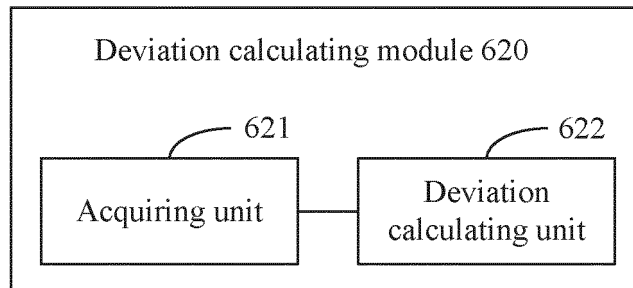 Deviation calculating module 620
621
622
Acquiring unit
Deviation
calculating unit